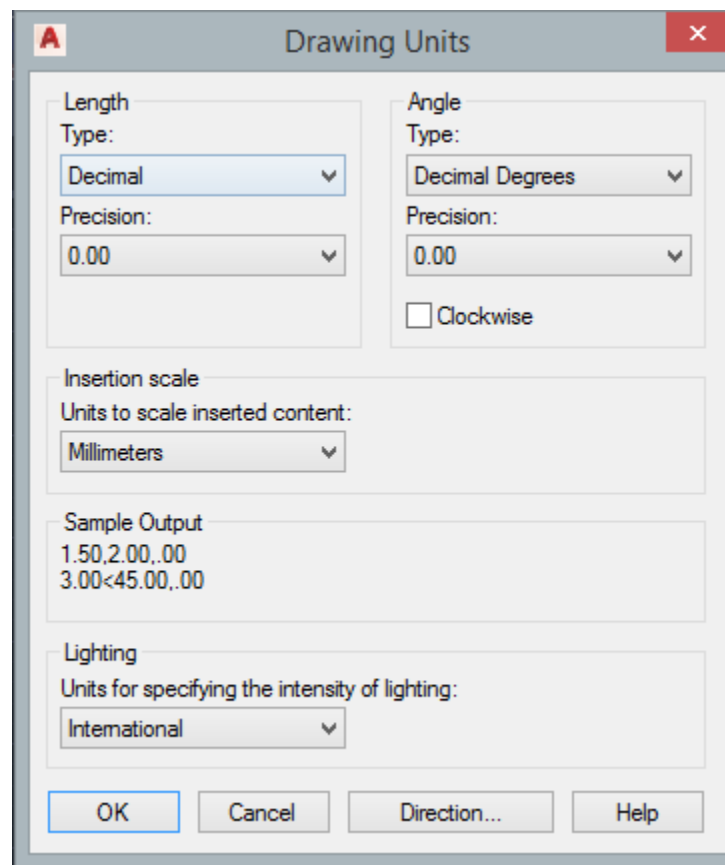 A
Drawing Units
Length
Type:
Decimal
Precision:
0.00
Angle
Type:
Decimal Degrees
Precision:
0.00
Clockwise
Insertion scale
Units to scale inserted content:
Millimeters
Sample Output
1.50,2.00,.00
3.00<45.00,.00
Lighting
Units for specifying the intensity of lighting:
International
OK Cancel Direction... Help